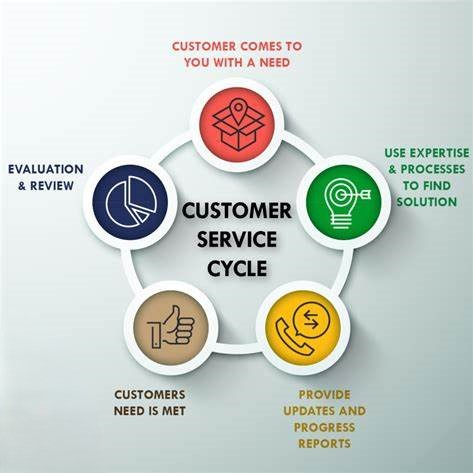 CUSTOMER COMES TO
YOU WITH A NEED
USE EXPERTISE
& PROCESSES
TO FIND
SOLUTION
PROVIDE
UPDATES AND
PROGRESS
REPORTS
CUSTOMERS
NEED IS MET
EVALUATION
& REVIEW
CUSTOMER
SERVICE
CYCLE